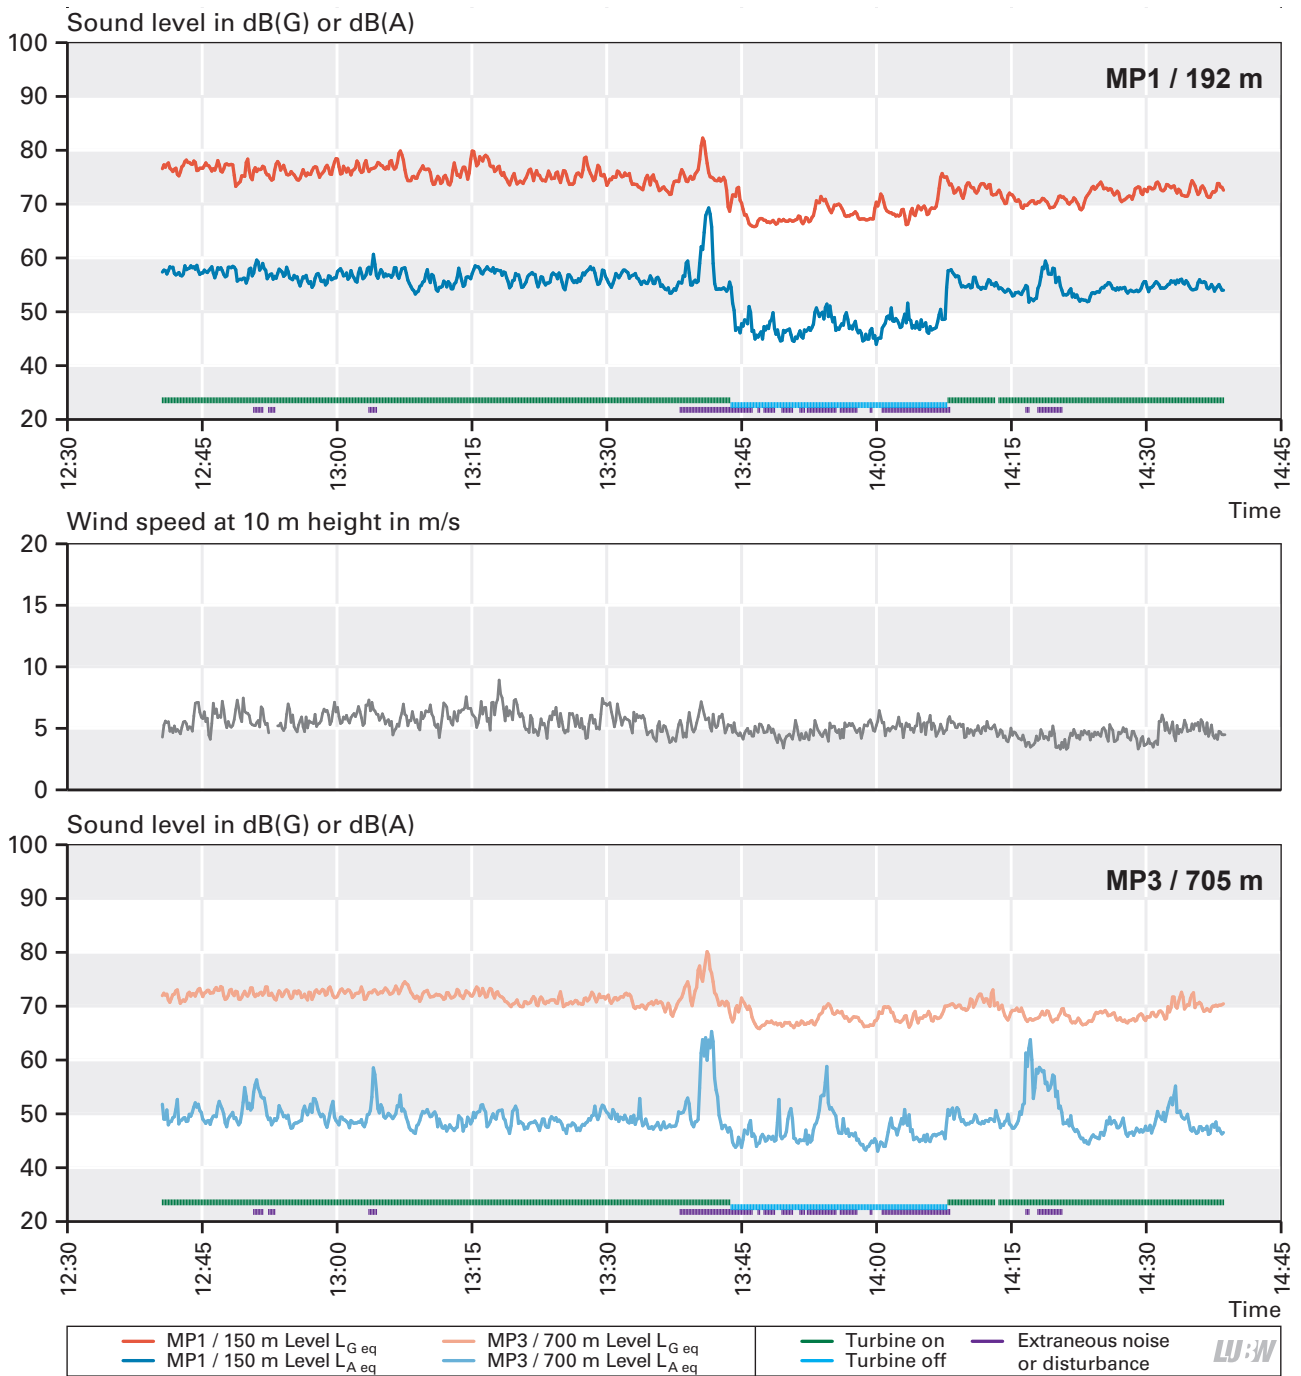 Sound level in dB(G) or dB(A)
MP1 / 192 m
100
90
80
70
60
50
40
20
12:30 12:45 13:00 13:15 13:30 13:45 14:00 14:15 14:30 14:45
Time
Wind speed at 10 m height in m/s
20
15
10
5
0
Sound level in dB(G) or dB(A)
MP3 / 705 m
100
90
80
70
60
50
40
20
12:30 12:45 13:00 13:15 13:30 13:45 14:00 14:15 14:30 14:45
Time
MP1 / 150 m Level L G eq
MP1 / 150 m Level L A eq
MP3 / 700 m Level L G eq
MP3 / 700 m Level L A eq
Turbine on
Turbine off
Extraneous noise
or disturbance
LUBW